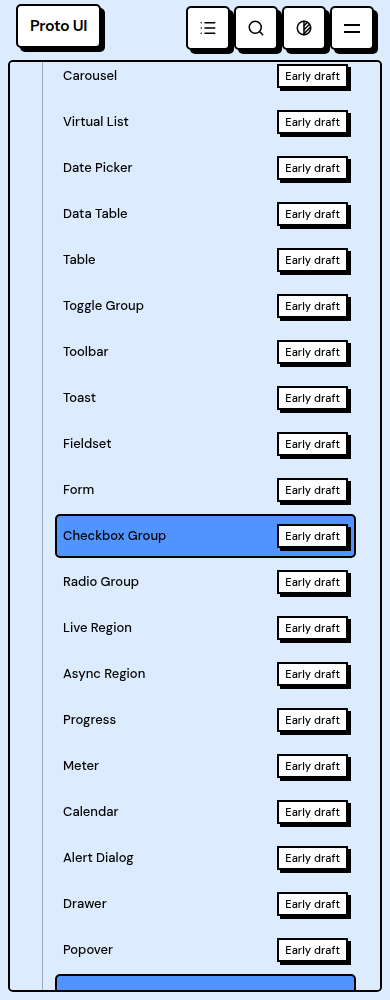 Proto UI
Carousel Early draft
Virtual List Early draft
Date Picker Early draft
Data Table Early draft
Table Early draft
Toggle Group Early draft
Toolbar Early draft
Toast Early draft
Fieldset Early draft
Form Early draft
Checkbox Group Early draft
Radio Group Early draft
Live Region Early draft
Async Region Early draft
Progress Early draft
Meter Early draft
Calendar Early draft
Alert Dialog Early draft
Drawer Early draft
Popover Early draft